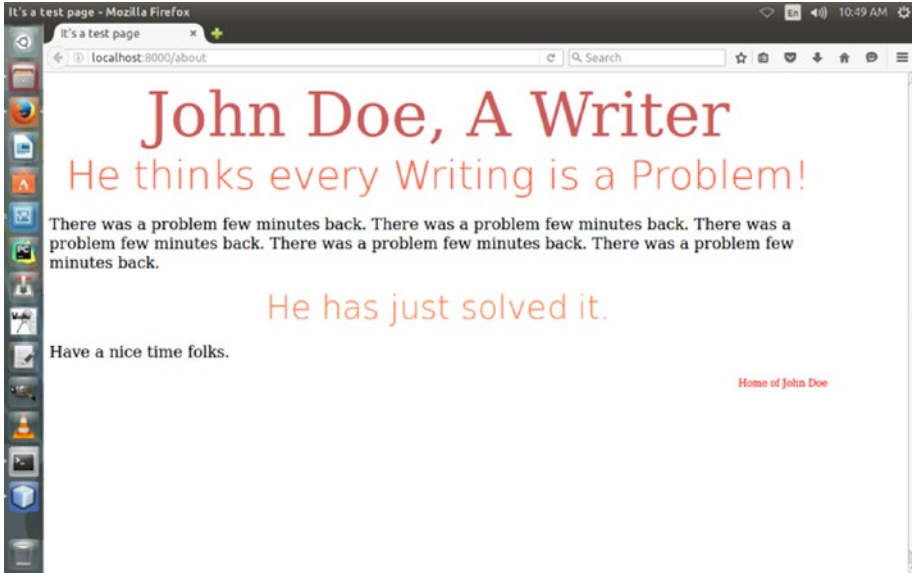 It's a test page - Mozilla Firefox
En
10:49 AM
It's a test page
localhost:8000/about
Search
John Doe, A Writer
He thinks every Writing is a Problem!
There was a problem few minutes back. There was a problem few minutes back. There was a
problem few minutes back. There was a problem few minutes back. There was a problem few
minutes back.
He has just solved it.
Have a nice time folks.
Home of John Doe